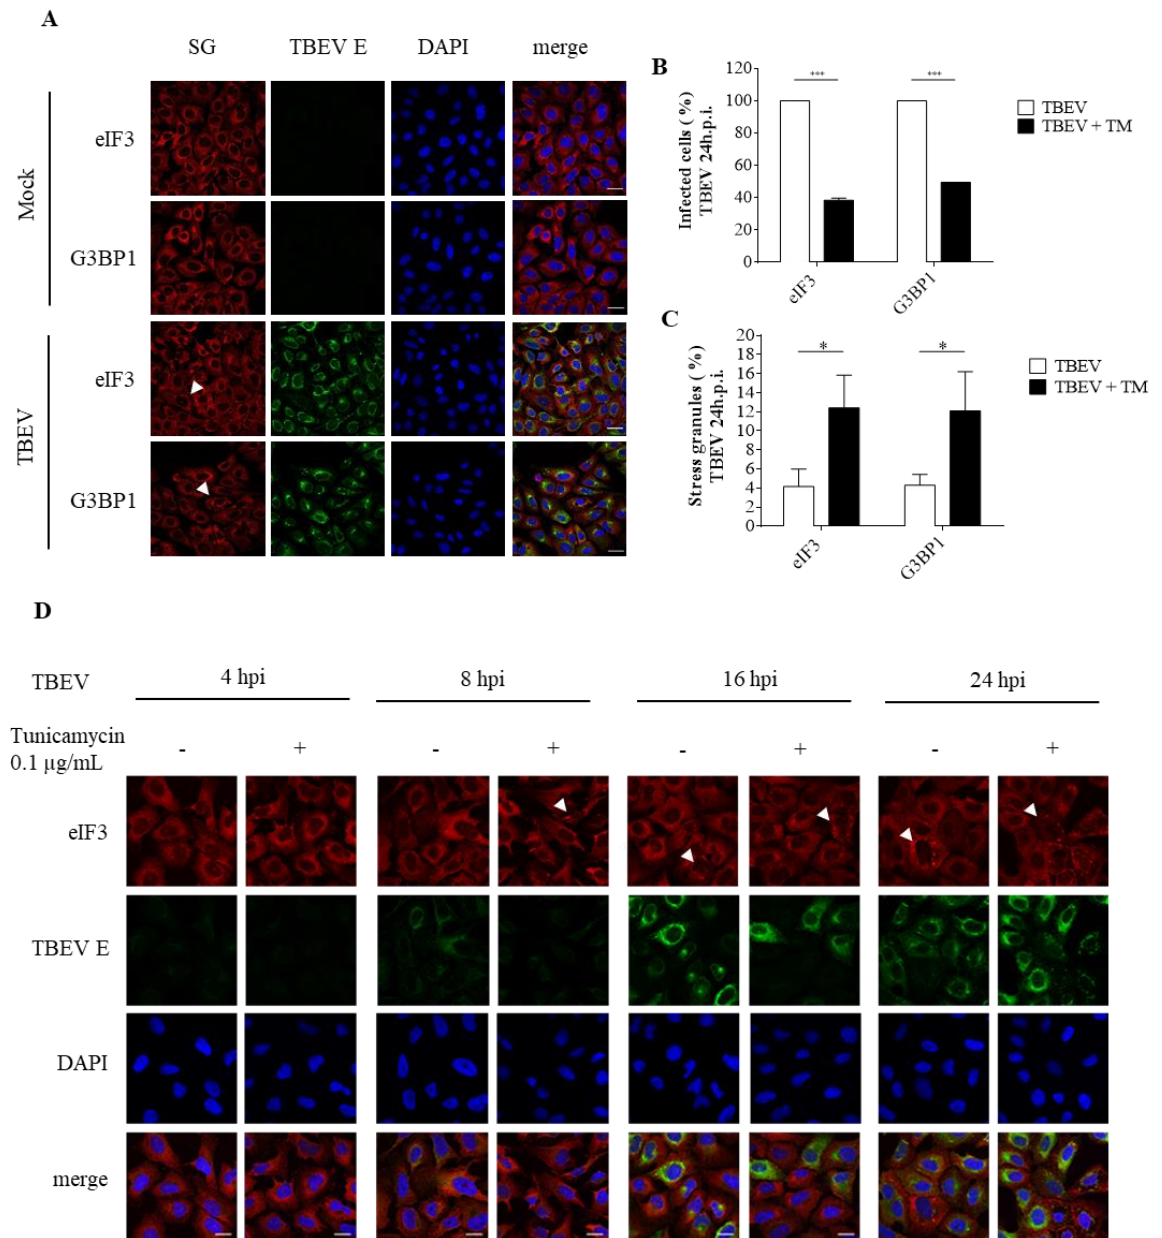 A
SG TBEV E DAPI merge
Mock
eIF3
G3BP1
TBEV
eIF3
G3BP1
B
Infected cells ( %)
TBEV 24h.p.i.
120
100
80
60
40
20
0
***
***
eIF3
G3BP1
TBEV
TBEV + TM
C
Stress granules ( %)
TBEV 24h.p.i.
20
18
16
14
12
10
8
6
4
2
0
*
*
eIF3
G3BP1
TBEV
TBEV + TM
D
TBEV 4 hpi 8 hpi 16 hpi 24 hpi
Tunicamycin
0.1 µg/mL
- + - + - + - +
eIF3
TBEV E
DAPI
merge